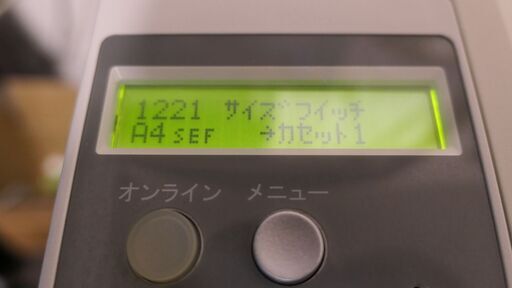 1221 サイズ フイッチ
A4 SEF →カセット1
オンライン メニュー